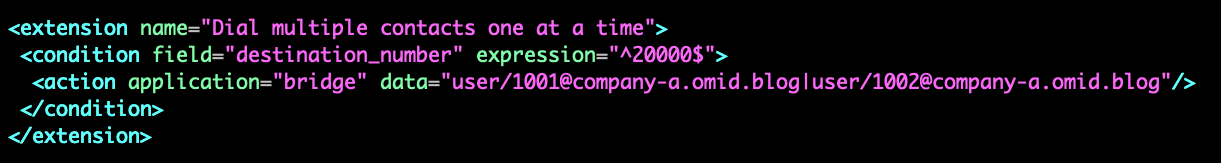 <extension name="Dial multiple contacts one at a time">
<condition field="destination_number" expression="^20000$">
<action application="bridge" data="user/1001@company-a.omid.blog|user/1002@company-a.omid.blog"/>
</condition>
</extension>